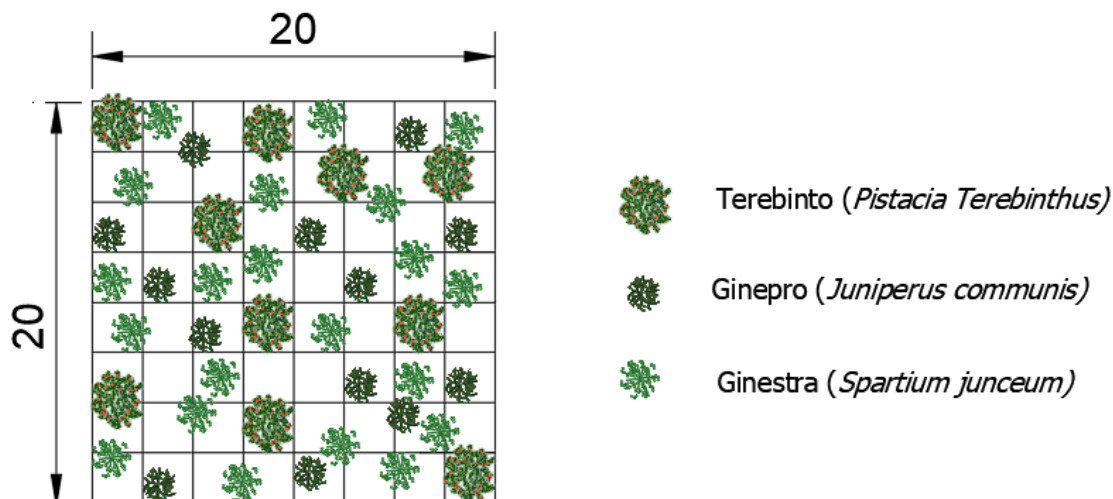 20
20
Terebinto (Pistacia Terebinthus)
Ginepro (Juniperus communis)
Ginestra (Spartium junceum)